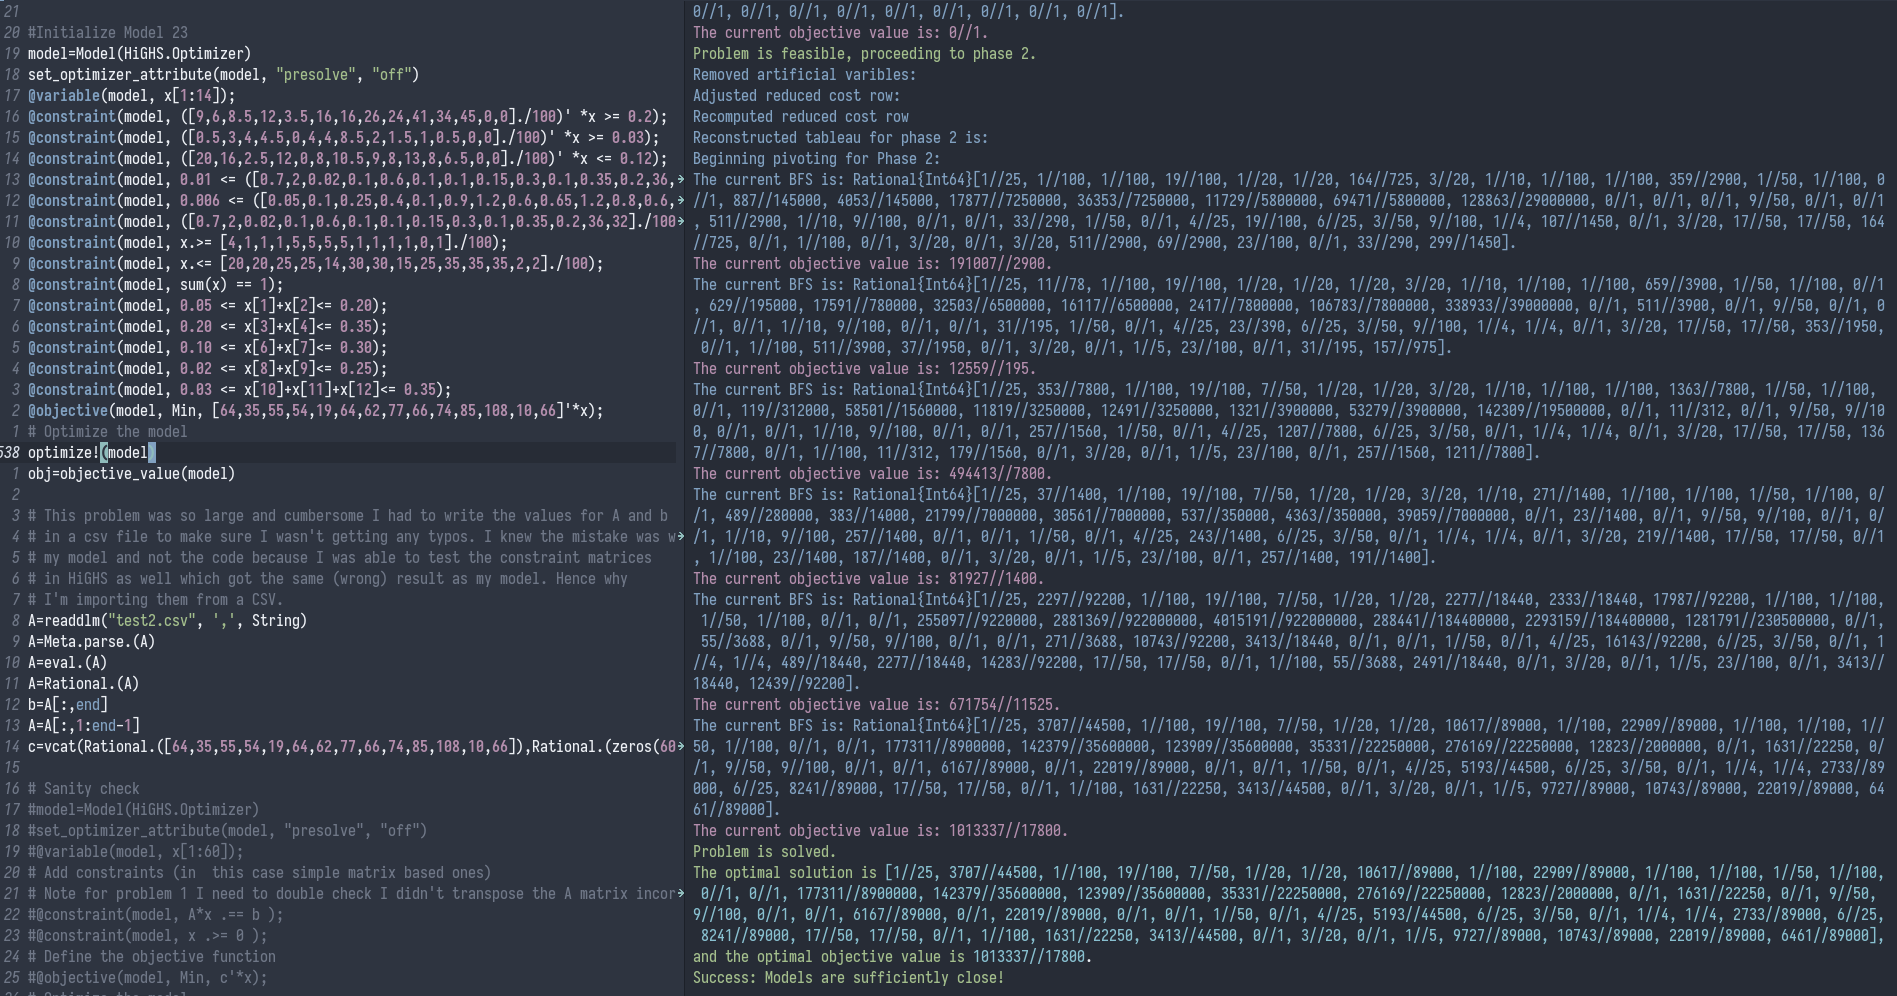 21
20 #Initialize Model 23
19 model=Model(HiGHS.Optimizer)
18 set_optimizer_attribute(model, "presolve", "off")
17 @variable(model, x[1:14]);
16 @constraint(model, ([9,6,8.5,12,3.5,16,16,26,24,41,34,45,0,0]./100)' *x >= 0.2);
15 @constraint(model, ([0.5,3,4,4.5,0,4,4,8.5,2,1.5,1,0.5,0,0]./100)' *x >= 0.03);
14 @constraint(model, ([20,16,2.5,12,0,8,10.5,9,8,13,8,6.5,0,0]./100)' *x <= 0.12);
13 @constraint(model, 0.01 <= ([0.7,2,0.02,0.1,0.6,0.1,0.1,0.15,0.3,0.1,0.35,0.2,36,
12 @constraint(model, 0.006 <= ([0.05,0.1,0.25,0.4,0.1,0.9,1.2,0.6,0.65,1.2,0.8,0.6,
11 @constraint(model, ([0.7,2,0.02,0.1,0.6,0.1,0.1,0.15,0.3,0.1,0.35,0.2,36,32]./100
10 @constraint(model, x.>= [4,1,1,1,5,5,5,5,1,1,1,1,0,1]./100);
9 @constraint(model, x.<= [20,20,25,25,14,30,30,15,25,35,35,35,2,2]./100);
8 @constraint(model, sum(x) == 1);
7 @constraint(model, 0.05 <= x[1]+x[2]<= 0.20);
6 @constraint(model, 0.20 <= x[3]+x[4]<= 0.35);
5 @constraint(model, 0.10 <= x[6]+x[7]<= 0.30);
4 @constraint(model, 0.02 <= x[8]+x[9]<= 0.25);
3 @constraint(model, 0.03 <= x[10]+x[11]+x[12]<= 0.35);
2 @objective(model, Min, [64,35,55,54,19,64,62,77,66,74,85,108,10,66]'*x);
1 # Optimize the model
538 optimize!(model)
1 obj=objective_value(model)
2
3 # This problem was so large and cumbersome I had to write the values for A and b
4 # in a csv file to make sure I wasn't getting any typos. I knew the mistake was w
5 # my model and not the code because I was able to test the constraint matrices
6 # in HiGHS as well which got the same (wrong) result as my model. Hence why
7 # I'm importing them from a CSV.
8 A=readdlm("test2.csv", ',', String)
9 A=Meta.parse.(A)
10 A=eval.(A)
11 A=Rational.(A)
12 b=A[:,end]
13 A=A[:,1:end-1]
14 c=vcat(Rational.([64,35,55,54,19,64,62,77,66,74,85,108,10,66]),Rational.(zeros(60
15
16 # Sanity check
17 #model=Model(HiGHS.Optimizer)
18 #set_optimizer_attribute(model, "presolve", "off")
19 #@variable(model, x[1:60]);
20 # Add constraints (in  this case simple matrix based ones)
21 # Note for problem 1 I need to double check I didn't transpose the A matrix incor
22 #@constraint(model, A*x .== b );
23 #@constraint(model, x .>= 0 );
24 # Define the objective function
25 #@objective(model, Min, c'*x);
0//1, 0//1, 0//1, 0//1, 0//1, 0//1, 0//1, 0//1, 0//1].
The current objective value is: 0//1.
Problem is feasible, proceeding to phase 2.
Removed artificial varibles:
Adjusted reduced cost row:
Recomputed reduced cost row
Reconstructed tableau for phase 2 is:
Beginning pivoting for Phase 2:
The current BFS is: Rational{Int64}[1//25, 1//100, 1//100, 19//100, 1//20, 1//20, 164//725, 3//20, 1//10, 1//100, 1//100, 359//2900, 1//50, 1//100, 0
//1, 887//145000, 4053//145000, 17877//7250000, 36353//7250000, 11729//5800000, 69471//5800000, 128863//29000000, 0//1, 0//1, 0//1, 9//50, 0//1, 0//1
, 511//2900, 1//10, 9//100, 0//1, 0//1, 33//290, 1//50, 0//1, 4//25, 19//100, 6//25, 3//50, 9//100, 1//4, 107//1450, 0//1, 3//20, 17//50, 17//50, 164
//725, 0//1, 1//100, 0//1, 3//20, 0//1, 3//20, 511//2900, 69//2900, 23//100, 0//1, 33//290, 299//1450].
The current objective value is: 191007//2900.
The current BFS is: Rational{Int64}[1//25, 11//78, 1//100, 19//100, 1//20, 1//20, 1//20, 3//20, 1//10, 1//100, 1//100, 659//3900, 1//50, 1//100, 0//1
, 629//195000, 17591//780000, 32503//6500000, 16117//6500000, 2417//7800000, 106783//7800000, 338933//39000000, 0//1, 511//3900, 0//1, 9//50, 0//1, 0
//1, 0//1, 1//10, 9//100, 0//1, 0//1, 31//195, 1//50, 0//1, 4//25, 23//390, 6//25, 3//50, 9//100, 1//4, 1//4, 0//1, 3//20, 17//50, 17//50, 353//1950,
0//1, 1//100, 511//3900, 37//1950, 0//1, 3//20, 0//1, 1//5, 23//100, 0//1, 31//195, 157//975].
The current objective value is: 12559//195.
The current BFS is: Rational{Int64}[1//25, 353//7800, 1//100, 19//100, 7//50, 1//20, 1//20, 3//20, 1//10, 1//100, 1//100, 1363//7800, 1//50, 1//100,
0//1, 119//312000, 58501//1560000, 11819//3250000, 12491//3250000, 1321//3900000, 53279//3900000, 142309//19500000, 0//1, 11//312, 0//1, 9//50, 9//10
0, 0//1, 0//1, 1//10, 9//100, 0//1, 0//1, 257//1560, 1//50, 0//1, 4//25, 1207//7800, 6//25, 3//50, 0//1, 1//4, 1//4, 0//1, 3//20, 17//50, 17//50, 136
7//7800, 0//1, 1//100, 11//312, 179//1560, 0//1, 3//20, 0//1, 1//5, 23//100, 0//1, 257//1560, 1211//7800].
The current objective value is: 494413//7800.
The current BFS is: Rational{Int64}[1//25, 37//1400, 1//100, 19//100, 7//50, 1//20, 1//20, 3//20, 1//10, 271//1400, 1//100, 1//100, 1//50, 1//100, 0/
/1, 489//280000, 383//14000, 21799//7000000, 30561//7000000, 537//350000, 4363//350000, 39059//7000000, 0//1, 23//1400, 0//1, 9//50, 9//100, 0//1, 0/
/1, 1//10, 9//100, 257//1400, 0//1, 0//1, 1//50, 0//1, 4//25, 243//1400, 6//25, 3//50, 0//1, 1//4, 1//4, 0//1, 3//20, 219//1400, 17//50, 17//50, 0//1
, 1//100, 23//1400, 187//1400, 0//1, 3//20, 0//1, 1//5, 23//100, 0//1, 257//1400, 191//1400].
The current objective value is: 81927//1400.
The current BFS is: Rational{Int64}[1//25, 2297//92200, 1//100, 19//100, 7//50, 1//20, 1//20, 2277//18440, 2333//18440, 17987//92200, 1//100, 1//100,
1//50, 1//100, 0//1, 0//1, 255097//9220000, 2881369//922000000, 4015191//922000000, 288441//184400000, 2293159//184400000, 1281791//230500000, 0//1,
55//3688, 0//1, 9//50, 9//100, 0//1, 0//1, 271//3688, 10743//92200, 3413//18440, 0//1, 0//1, 1//50, 0//1, 4//25, 16143//92200, 6//25, 3//50, 0//1, 1
//4, 1//4, 489//18440, 2277//18440, 14283//92200, 17//50, 17//50, 0//1, 1//100, 55//3688, 2491//18440, 0//1, 3//20, 0//1, 1//5, 23//100, 0//1, 3413//
18440, 12439//92200].
The current objective value is: 671754//11525.
The current BFS is: Rational{Int64}[1//25, 3707//44500, 1//100, 19//100, 7//50, 1//20, 1//20, 10617//89000, 1//100, 22909//89000, 1//100, 1//100, 1//
50, 1//100, 0//1, 0//1, 177311//8900000, 142379//35600000, 123909//35600000, 35331//22250000, 276169//22250000, 12823//2000000, 0//1, 1631//22250, 0/
/1, 9//50, 9//100, 0//1, 0//1, 6167//89000, 0//1, 22019//89000, 0//1, 0//1, 1//50, 0//1, 4//25, 5193//44500, 6//25, 3//50, 0//1, 1//4, 1//4, 2733//89
000, 6//25, 8241//89000, 17//50, 17//50, 0//1, 1//100, 1631//22250, 3413//44500, 0//1, 3//20, 0//1, 1//5, 9727//89000, 10743//89000, 22019//89000, 64
61//89000].
The current objective value is: 1013337//17800.
Problem is solved.
The optimal solution is [1//25, 3707//44500, 1//100, 19//100, 7//50, 1//20, 1//20, 10617//89000, 1//100, 22909//89000, 1//100, 1//100, 1//50, 1//100,
0//1, 0//1, 177311//8900000, 142379//35600000, 123909//35600000, 35331//22250000, 276169//22250000, 12823//2000000, 0//1, 1631//22250, 0//1, 9//50,
9//100, 0//1, 0//1, 6167//89000, 0//1, 22019//89000, 0//1, 0//1, 1//50, 0//1, 4//25, 5193//44500, 6//25, 3//50, 0//1, 1//4, 1//4, 2733//89000, 6//25,
8241//89000, 17//50, 17//50, 0//1, 1//100, 1631//22250, 3413//44500, 0//1, 3//20, 0//1, 1//5, 9727//89000, 10743//89000, 22019//89000, 6461//89000],
and the optimal objective value is 1013337//17800.
Success: Models are sufficiently close!